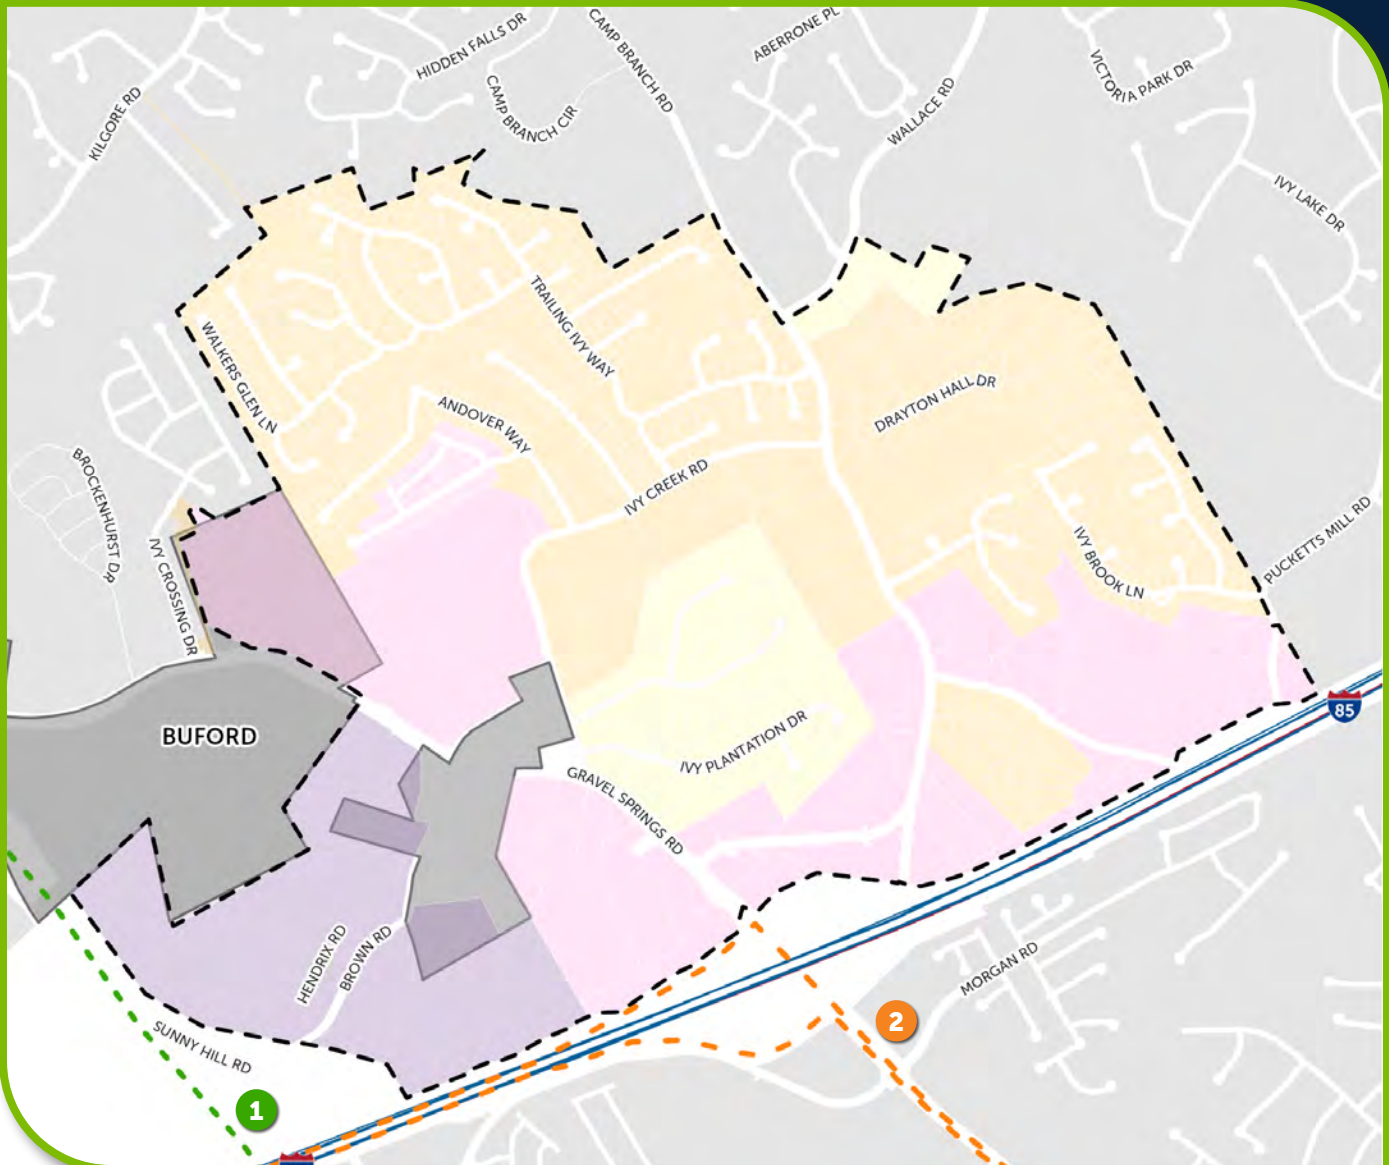 HIDDEN FALLS DR
CAMP BRANCH RD
ABERRONE PL
VICTORIA PARK DR
KILGORE RD
CAMP BRANCH CIR
WALLACE RD
IVY LAKE DR
TRAILING IVY WAY
WALKERS GLEN LN
ANDOVER WAY
DRAYTON HALL DR
BROCKENHURST DR
IVY CREEK RD
IVY CROSSING DR
IVY BROOK LN
PUCKETTS MILL RD
BUFORD
85
IVY PLANTATION DR
GRAVEL SPRINGS RD
HENDRIX RD
BROWN RD
MORGAN RD
2
SUNNY HILL RD
1